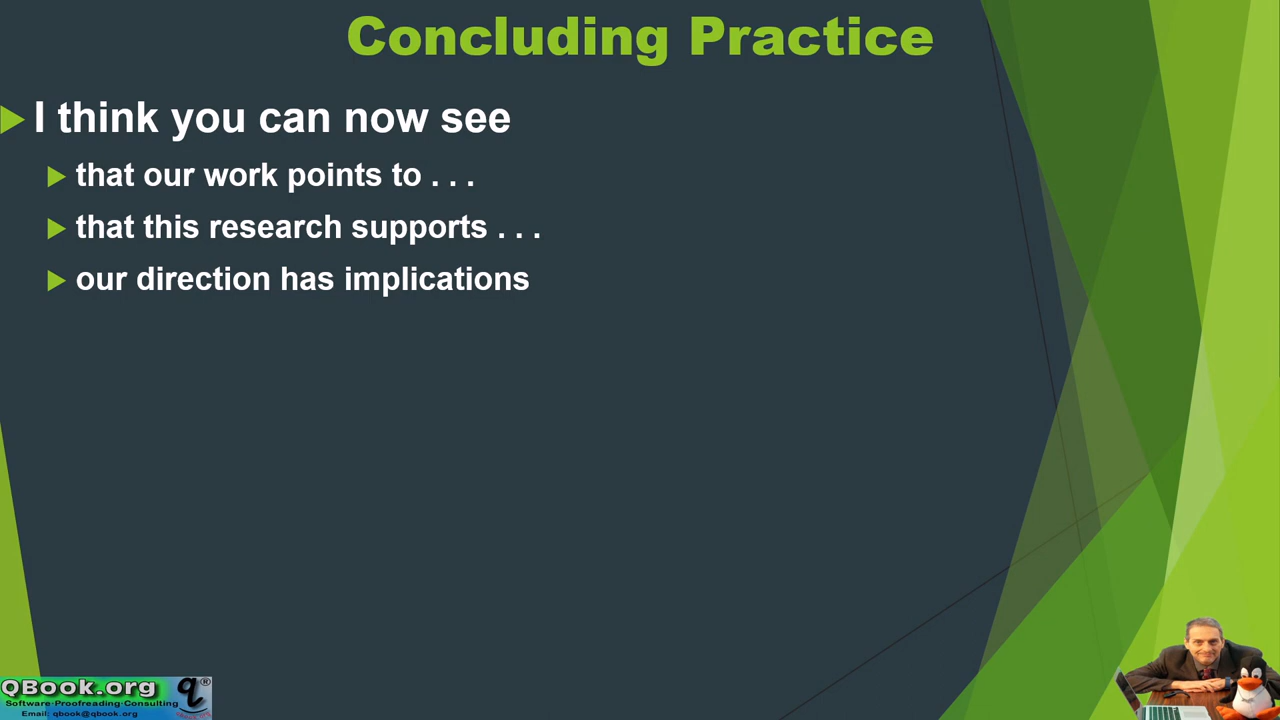 Concluding Practice
I think you can now see
that our work points to . . .
that this research supports . . .
our direction has implications
QBook.org q®
Software·Proofreading·Consulting
Email: qbook@qbook.org